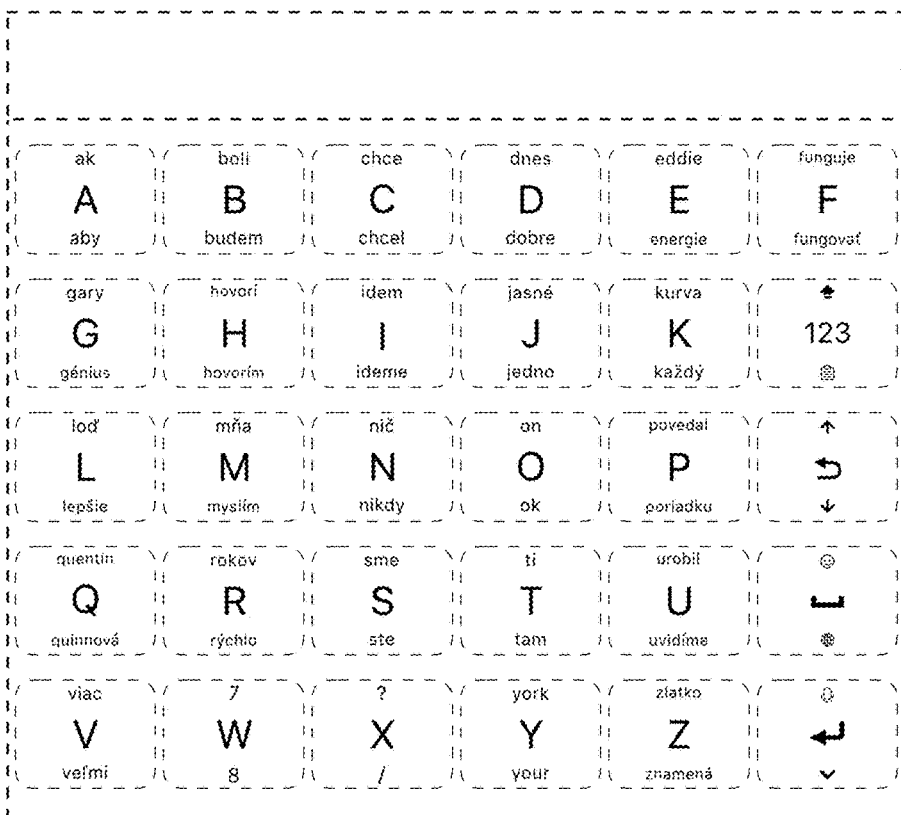 ak boli chce dnes eddie funguje
A B C D E F
aby budem chcel dobre energie fungovať
gary hovorí idem jasné kurva
G H I J K 123
génius hovorím ideme jedno každý
loď mňa nič on povedal
L M N O P
lepšie myslím nikdy ok poriadku
quentin rokov sme ti urobil
Q R S T U
quinnová rýchlo ste tam uvidíme
viac 7 ? york zlatko
V W X Y Z
veľmi 8 / your znamená